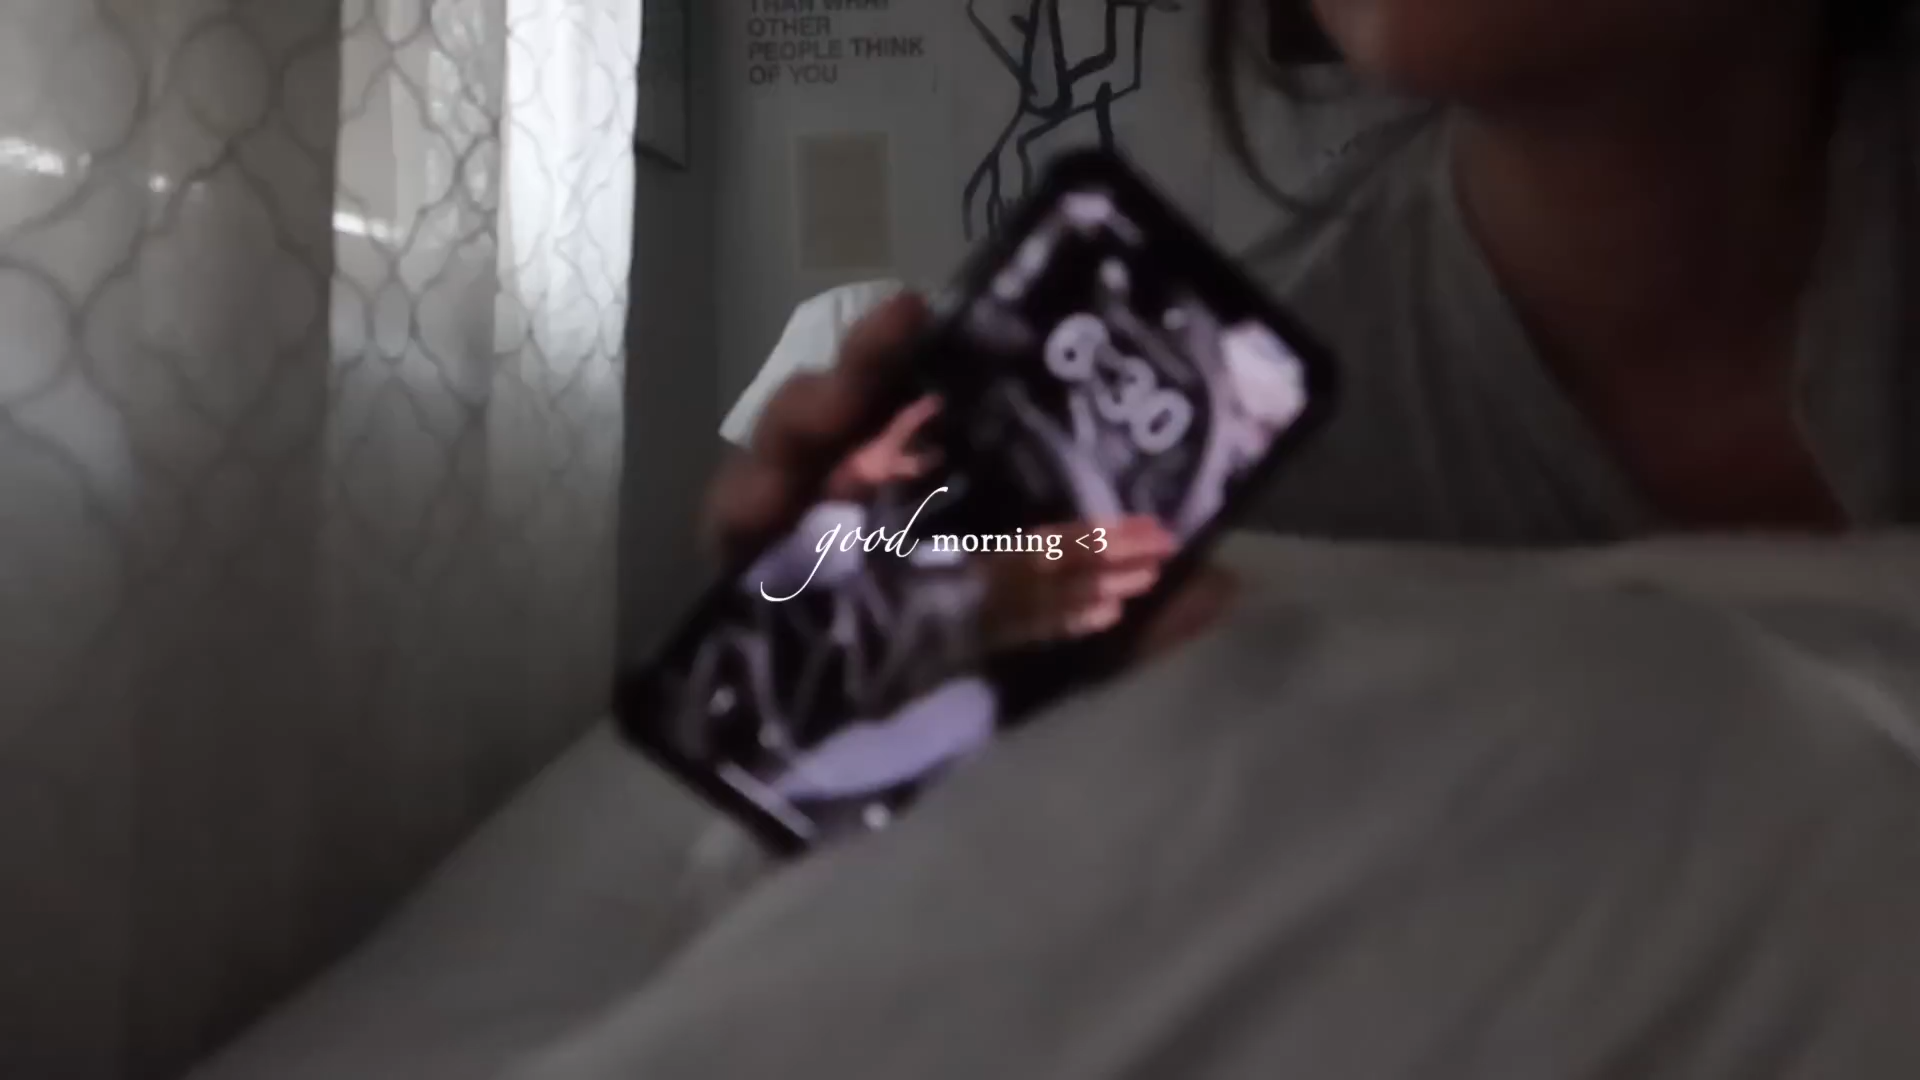 THAN WHAT
OTHER
PEOPLE THINK
OF YOU
6:30
good morning <3